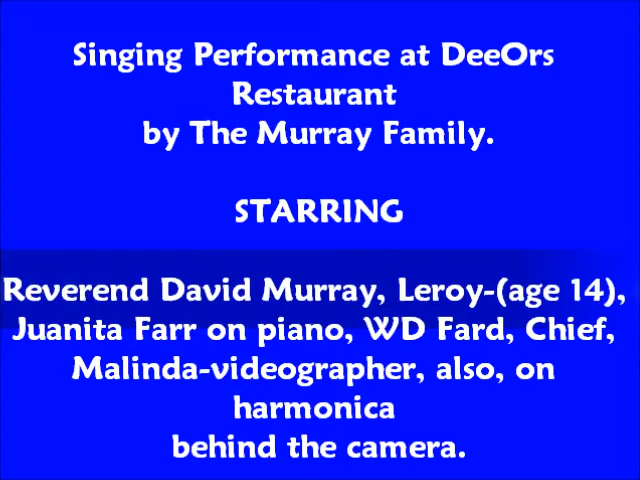 Singing Performance at DeeOrs
Restaurant
by The Murray Family.
STARRING
Reverend David Murray, Leroy-(age 14),
Juanita Farr on piano, WD Fard, Chief,
Malinda-videographer, also, on
harmonica
behind the camera.